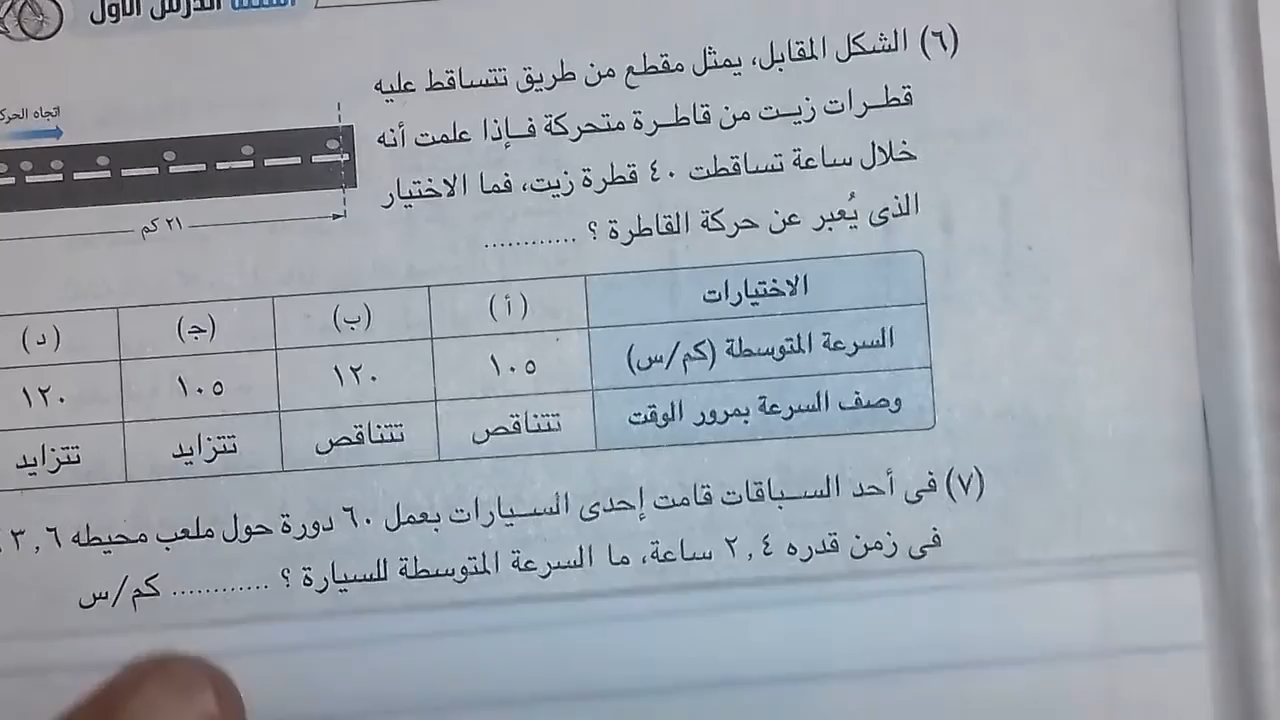 أسئلة الدرس الأول
(٦) الشكل المقابل، يمثل مقطع من طريق تتساقط عليه
قطرات زيت من قاطرة متحركة فإذا علمت أنه
خلال ساعة تساقطت ٤٠ قطرة زيت، فما الاختيار
الذى يُعبر عن حركة القاطرة ؟ ............
اتجاه
٢١ كم
الاختيارات (أ) (ب) (جـ) (د)
السرعة المتوسطة (كم/س) ١٠٥ ١٢٠ ١٠٥ ١٢٠
وصف السرعة بمرور الوقت تتناقص تتناقص تتزايد تتزايد
(٧) فى أحد السباقات قامت إحدى السيارات بعمل ٦٠ دورة حول ملعب محيطه ٣,٦
فى زمن قدره ٢,٤ ساعة، ما السرعة المتوسطة للسيارة ؟ ............ كم/س